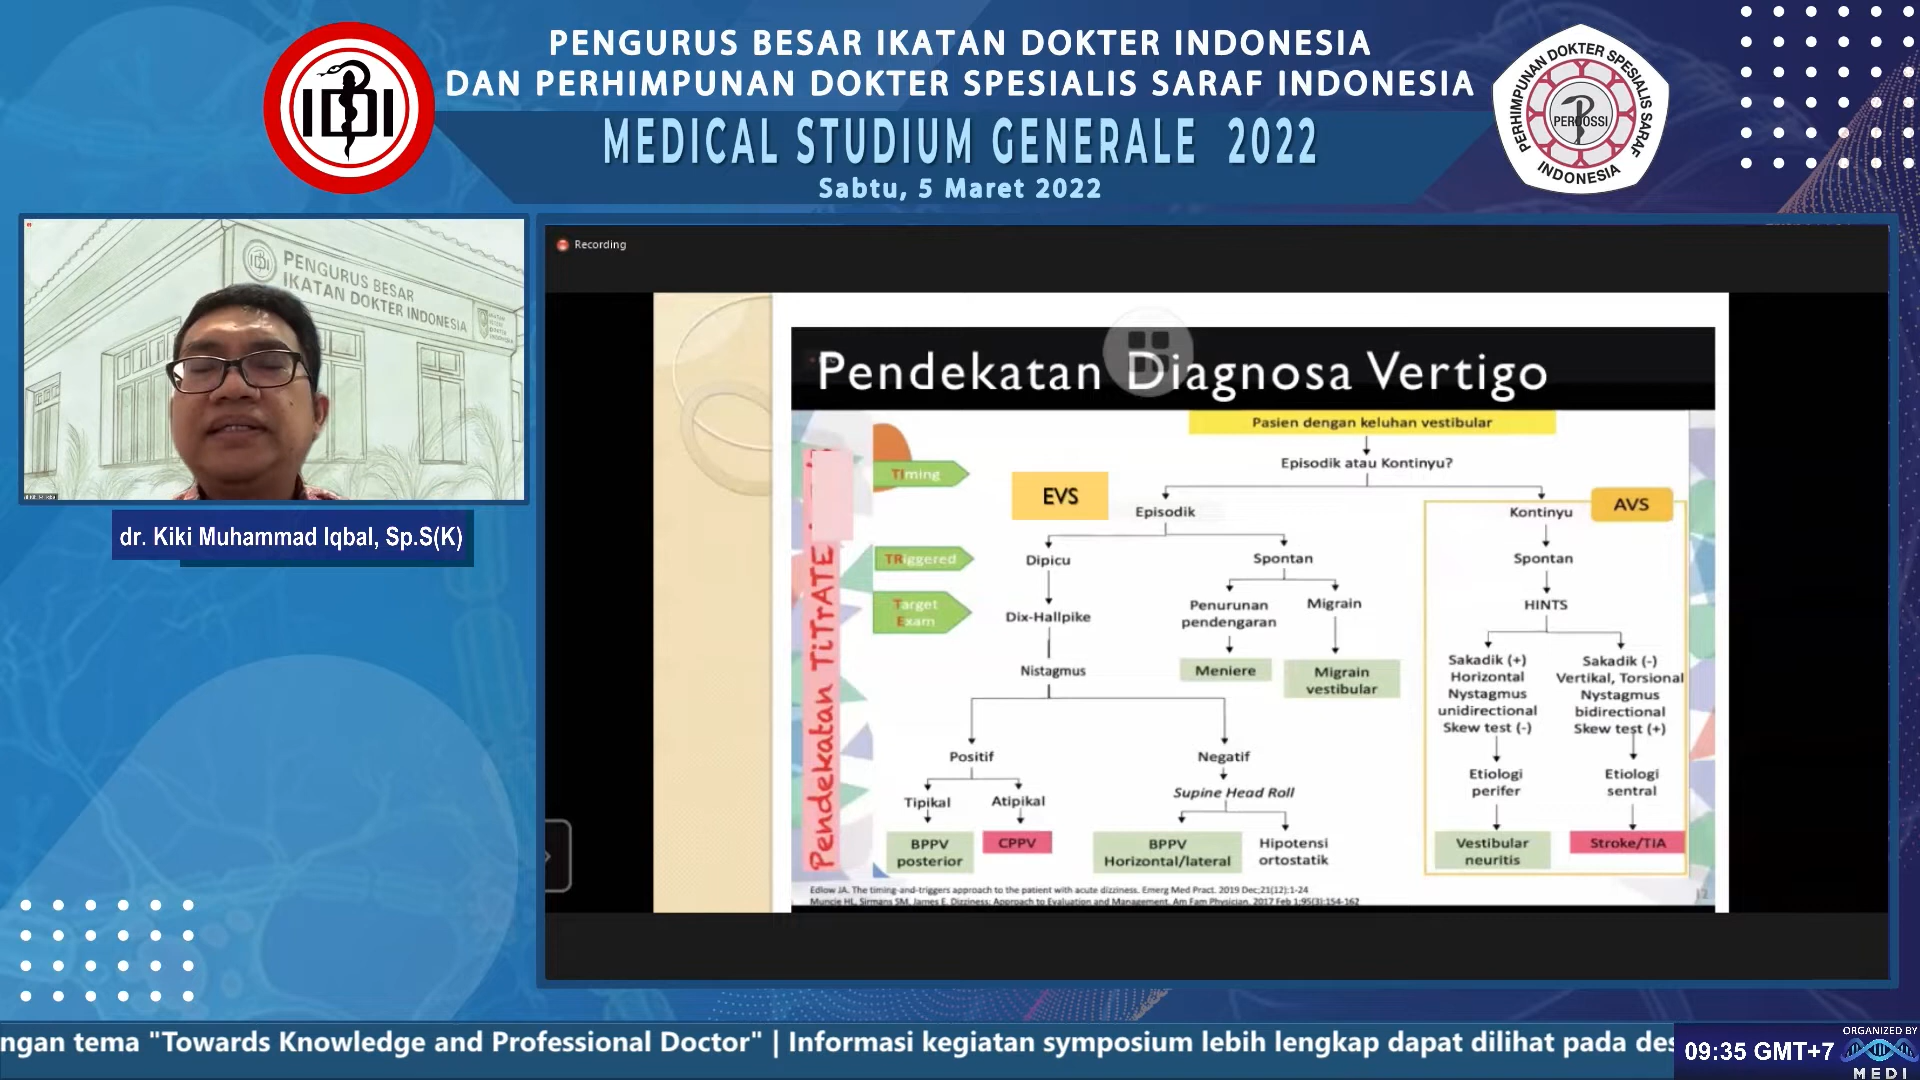 PENGURUS BESAR IKATAN DOKTER INDONESIA
DAN PERHIMPUNAN DOKTER SPESIALIS SARAF INDONESIA
MEDICAL STUDIUM GENERALE 2022
Sabtu, 5 Maret 2022
IDI
PERHIMPUNAN DOKTER SPESIALIS SARAF
INDONESIA
PERDOSSI
PENGURUS BESAR
IKATAN DOKTER INDONESIA
dr. Kiki Muhammad Iqbal, Sp.S(K)
Recording
Pendekatan Diagnosa Vertigo
Pendekatan TiTrATE
TIming
TRiggered
Target
Exam
Pasien dengan keluhan vestibular
Episodik atau Kontinyu?
EVS
Episodik
Kontinyu
AVS
Dipicu
Spontan
Spontan
Dix-Hallpike
Penurunan
pendengaran
Migrain
HINTS
Nistagmus
Meniere
Migrain
vestibular
Sakadik (+)
Horizontal
Nystagmus
unidirectional
Skew test (-)
Sakadik (-)
Vertikal, Torsional
Nystagmus
bidirectional
Skew test (+)
Positif
Negatif
Etiologi
perifer
Etiologi
sentral
Tipikal
Atipikal
Supine Head Roll
BPPV
posterior
CPPV
BPPV
Horizontal/lateral
Hipotensi
ortostatik
Vestibular
neuritis
Stroke/TIA
Edlow JA. The timing-and-triggers approach to the patient with acute dizziness. Emerg Med Pract. 2019 Dec;21(12):1-24
Muncie HL, Sirmans SM, James E. Dizziness: Approach to Evaluation and Management. Am Fam Physician. 2017 Feb 1;95(3):154-162
12
ngan tema "Towards Knowledge and Professional Doctor" | Informasi kegiatan symposium lebih lengkap dapat dilihat pada des
09:35 GMT+7
ORGANIZED BY
MEDI